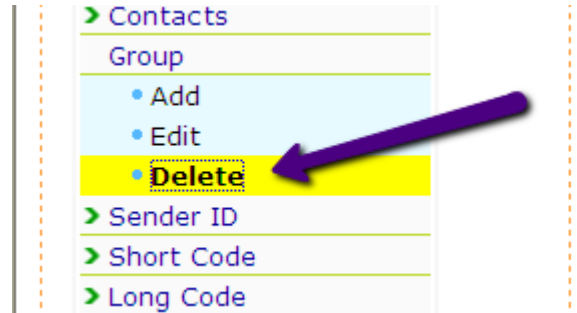 Contacts
Group
Add
Edit
Delete
Sender ID
Short Code
Long Code